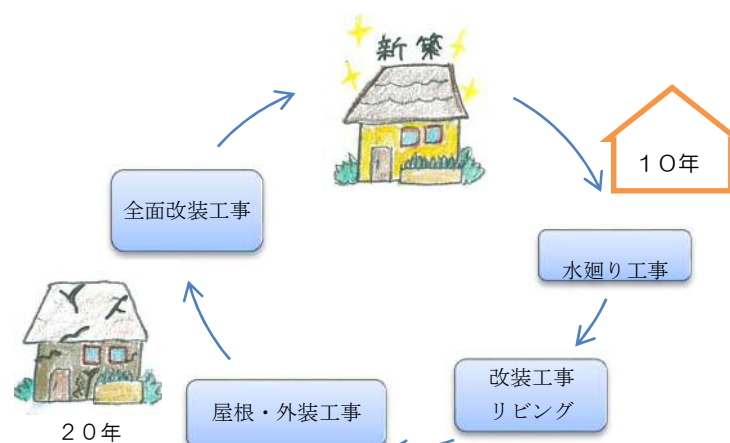 新築
１０年
全面改装工事
水廻り工事
改装工事
リビング
屋根・外装工事
２０年